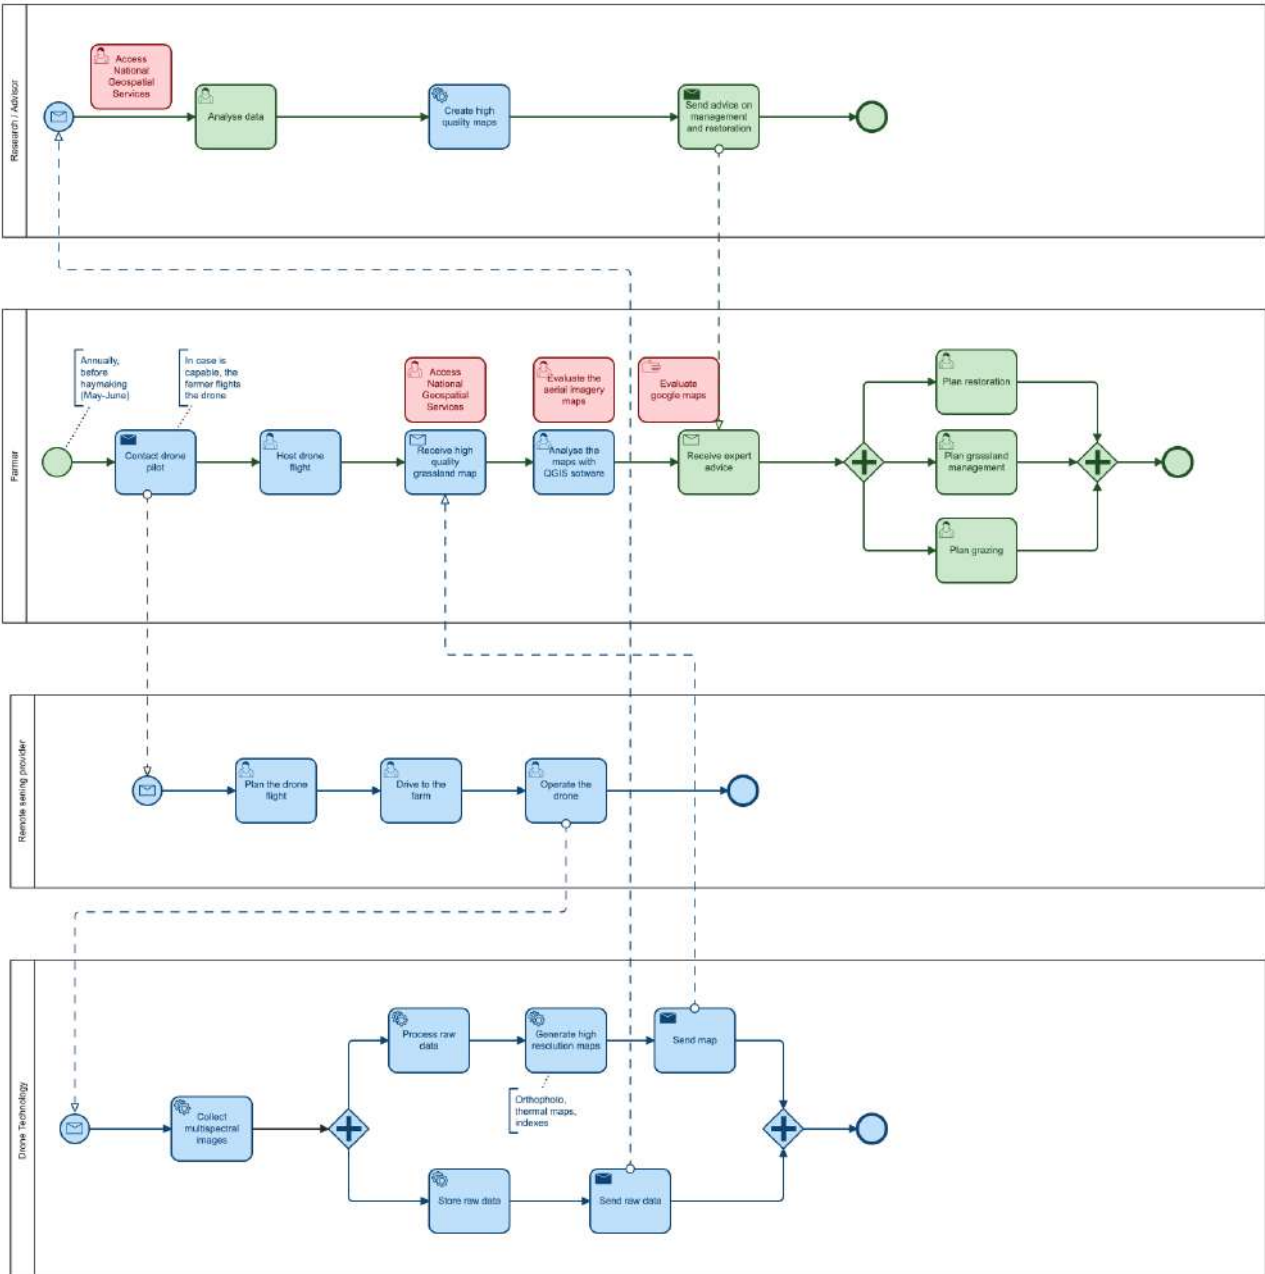 Research / Advisor
Access
National
Geospatial
Services
Analyse data
Create high
quality maps
Send advice on
management
and restoration
Farmer
Annually,
before
haymaking
(May-June)
In case is
capable, the
farmer flights
the drone
Access
National
Geospatial
Services
Evaluate the
aerial imagery
maps
Evaluate
google maps
Contact drone
pilot
Host drone
flight
Receive high
quality
grassland map
Analyse the
maps with
QGIS sotware
Receive expert
advice
Plan restoration
Plan grassland
management
Plan grazing
Remote sening provider
Plan the drone
flight
Drive to the
farm
Operate the
drone
Drone Technology
Collect
multispectral
images
Process raw
data
Generate high
resolution maps
Send map
Orthophoto,
thermal maps,
indexes
Store raw data
Send raw data